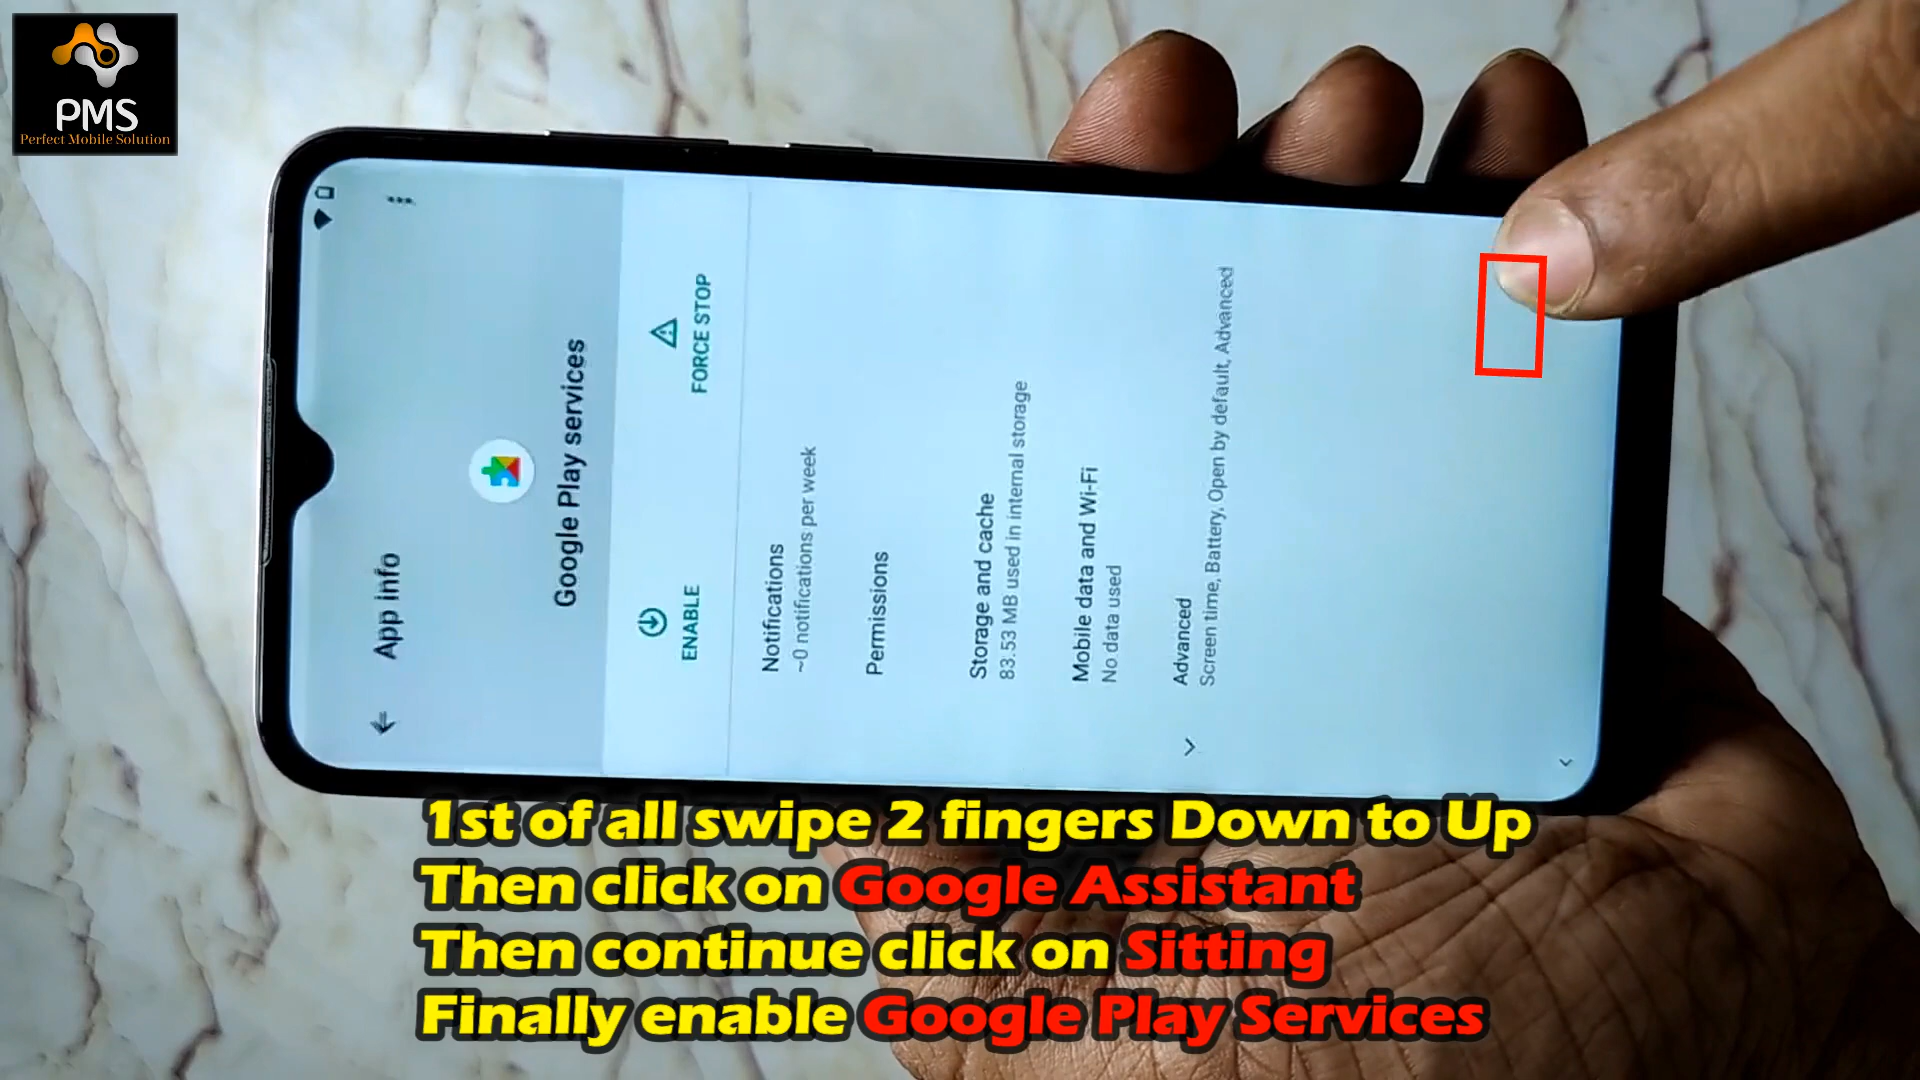 PMS
Perfect Mobile Solution
App info
Google Play services
ENABLE
FORCE STOP
Notifications
~0 notifications per week
Permissions
Storage and cache
83.53 MB used in internal storage
Mobile data and Wi-Fi
No data used
Advanced
Screen time, Battery, Open by default, Advanced
1st of all swipe 2 fingers Down to Up
Then click on Google Assistant
Then continue click on Sitting
Finally enable Google Play Services